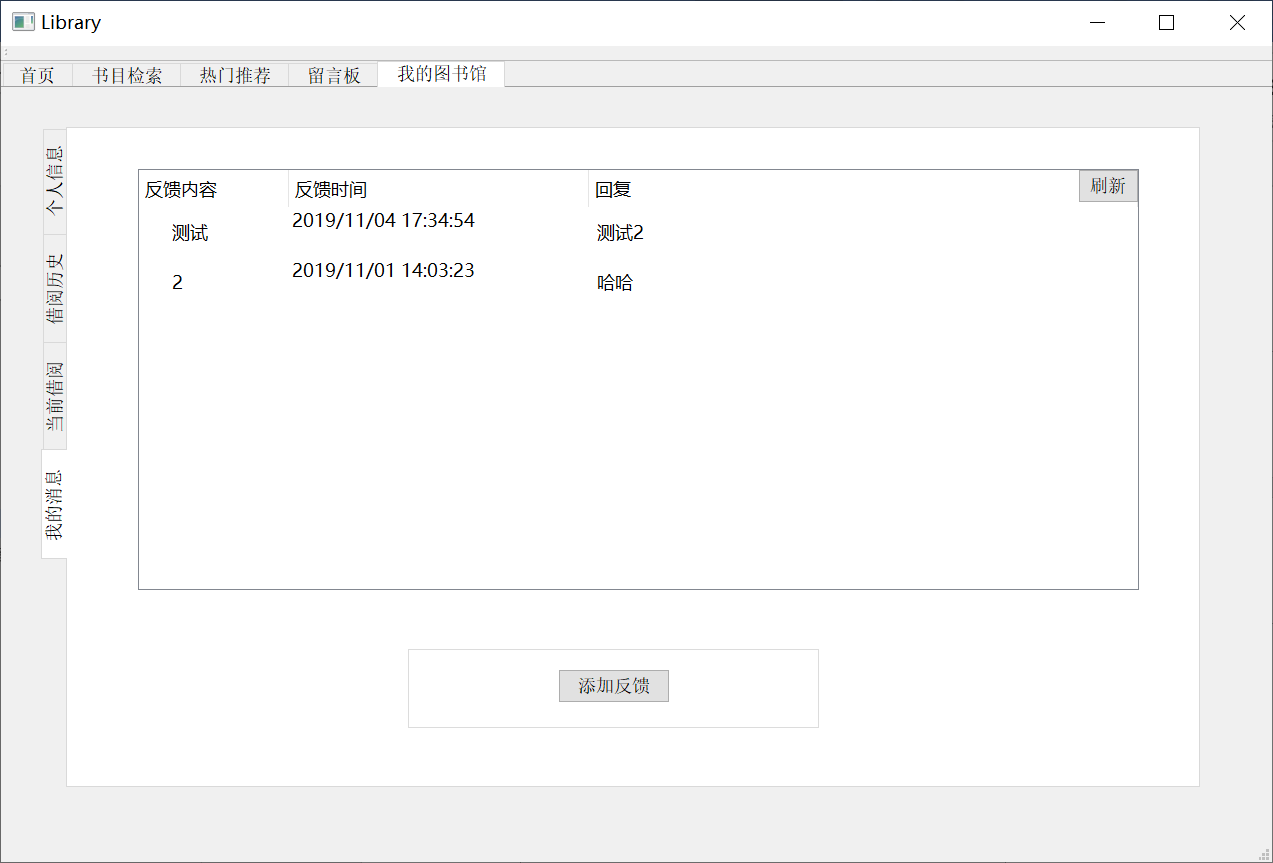 Library
首页 书目检索 热门推荐 留言板 我的图书馆
个人信息
借阅历史
当前借阅
我的消息
反馈内容 反馈时间 回复 刷新
测试 2019/11/04 17:34:54 测试2
2 2019/11/01 14:03:23 哈哈
添加反馈